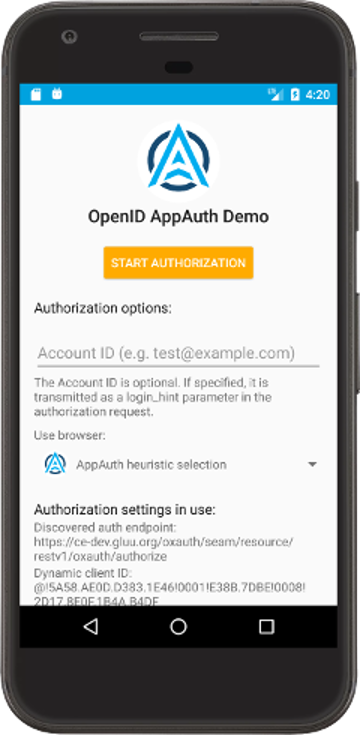 4:20
OpenID AppAuth Demo
START AUTHORIZATION
Authorization options:
Account ID (e.g. test@example.com)
The Account ID is optional. If specified, it is
transmitted as a login_hint parameter in the
authorization request.
Use browser:
AppAuth heuristic selection
Authorization settings in use:
Discovered auth endpoint:
https://ce-dev.gluu.org/oxauth/seam/resource/
restv1/oxauth/authorize
Dynamic client ID:
@!5A58.AE0D.D383.1E46!0001!E38B.7DBE!0008!
2D17.8E0F.1B4A.B4DF